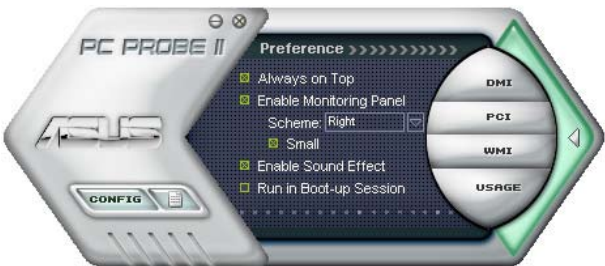 PC PROBE II
Preference
Always on Top
Enable Monitoring Panel
Scheme: Right
Small
Enable Sound Effect
Run in Boot-up Session
ASUS
CONFIG
DMI
PCI
WMI
USAGE